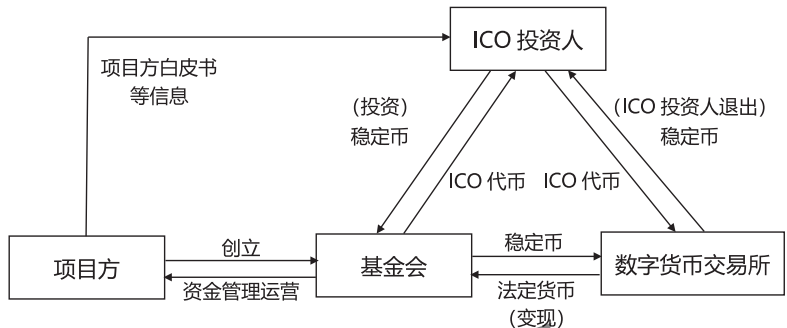 ICO 投资人
项目方白皮书
等信息
（投资）
稳定币
（ICO 投资人退出）
稳定币
ICO 代币
ICO 代币
项目方
创立
资金管理运营
基金会
稳定币
法定货币
（变现）
数字货币交易所